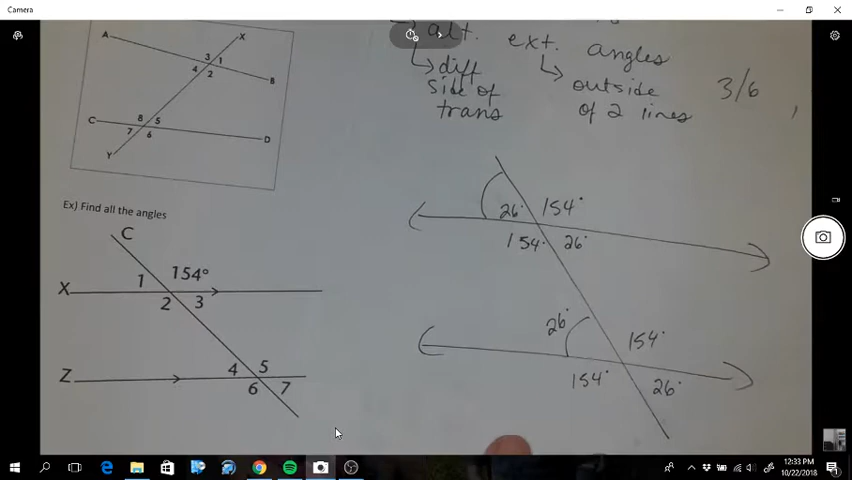 Camera
A
X
3
1
4
2
B
C
8
5
7
6
D
Y
alt. ext. angles
diff side of trans
outside of 2 lines
3/6
Ex) Find all the angles
C
154°
X
1
2
3
Z
4
5
6
7
26° 154°
154° 26°
26° 154°
154° 26°
12:33 PM
10/22/2018